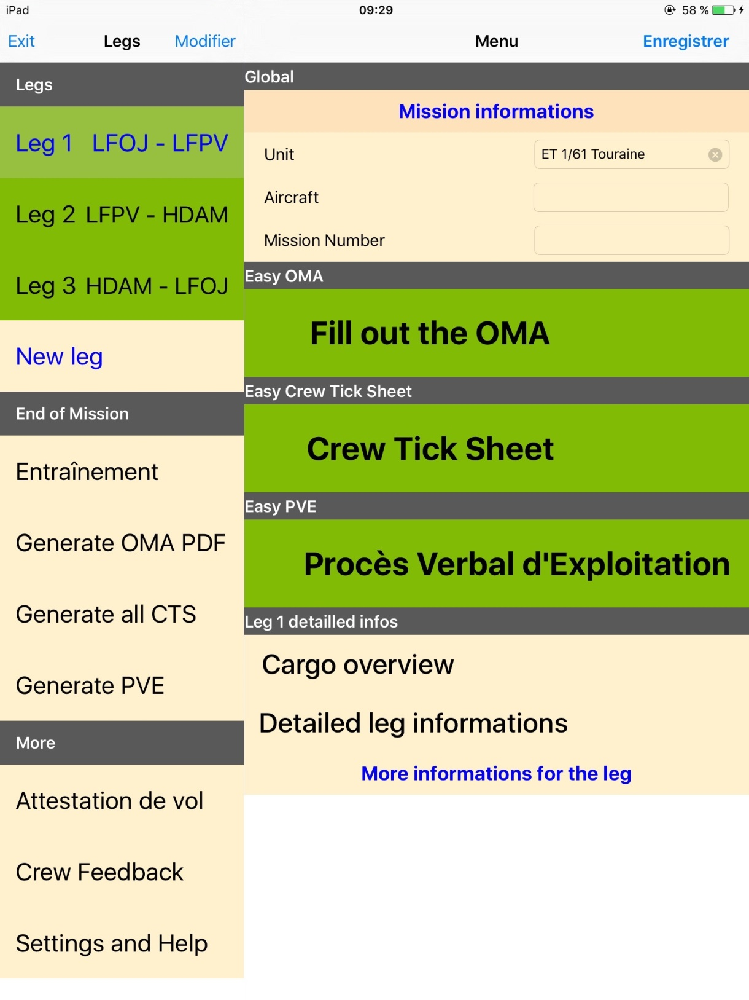 iPad
09:29
58 %
Exit
Legs
Modifier
Legs
Leg 1 LFOJ - LFPV
Leg 2 LFPV - HDAM
Leg 3 HDAM - LFOJ
New leg
End of Mission
Entraînement
Generate OMA PDF
Generate all CTS
Generate PVE
More
Attestation de vol
Crew Feedback
Settings and Help
Menu
Enregistrer
Global
Mission informations
Unit
ET 1/61 Touraine
Aircraft
Mission Number
Easy OMA
Fill out the OMA
Easy Crew Tick Sheet
Crew Tick Sheet
Easy PVE
Procès Verbal d'Exploitation
Leg 1 detailled infos
Cargo overview
Detailed leg informations
More informations for the leg